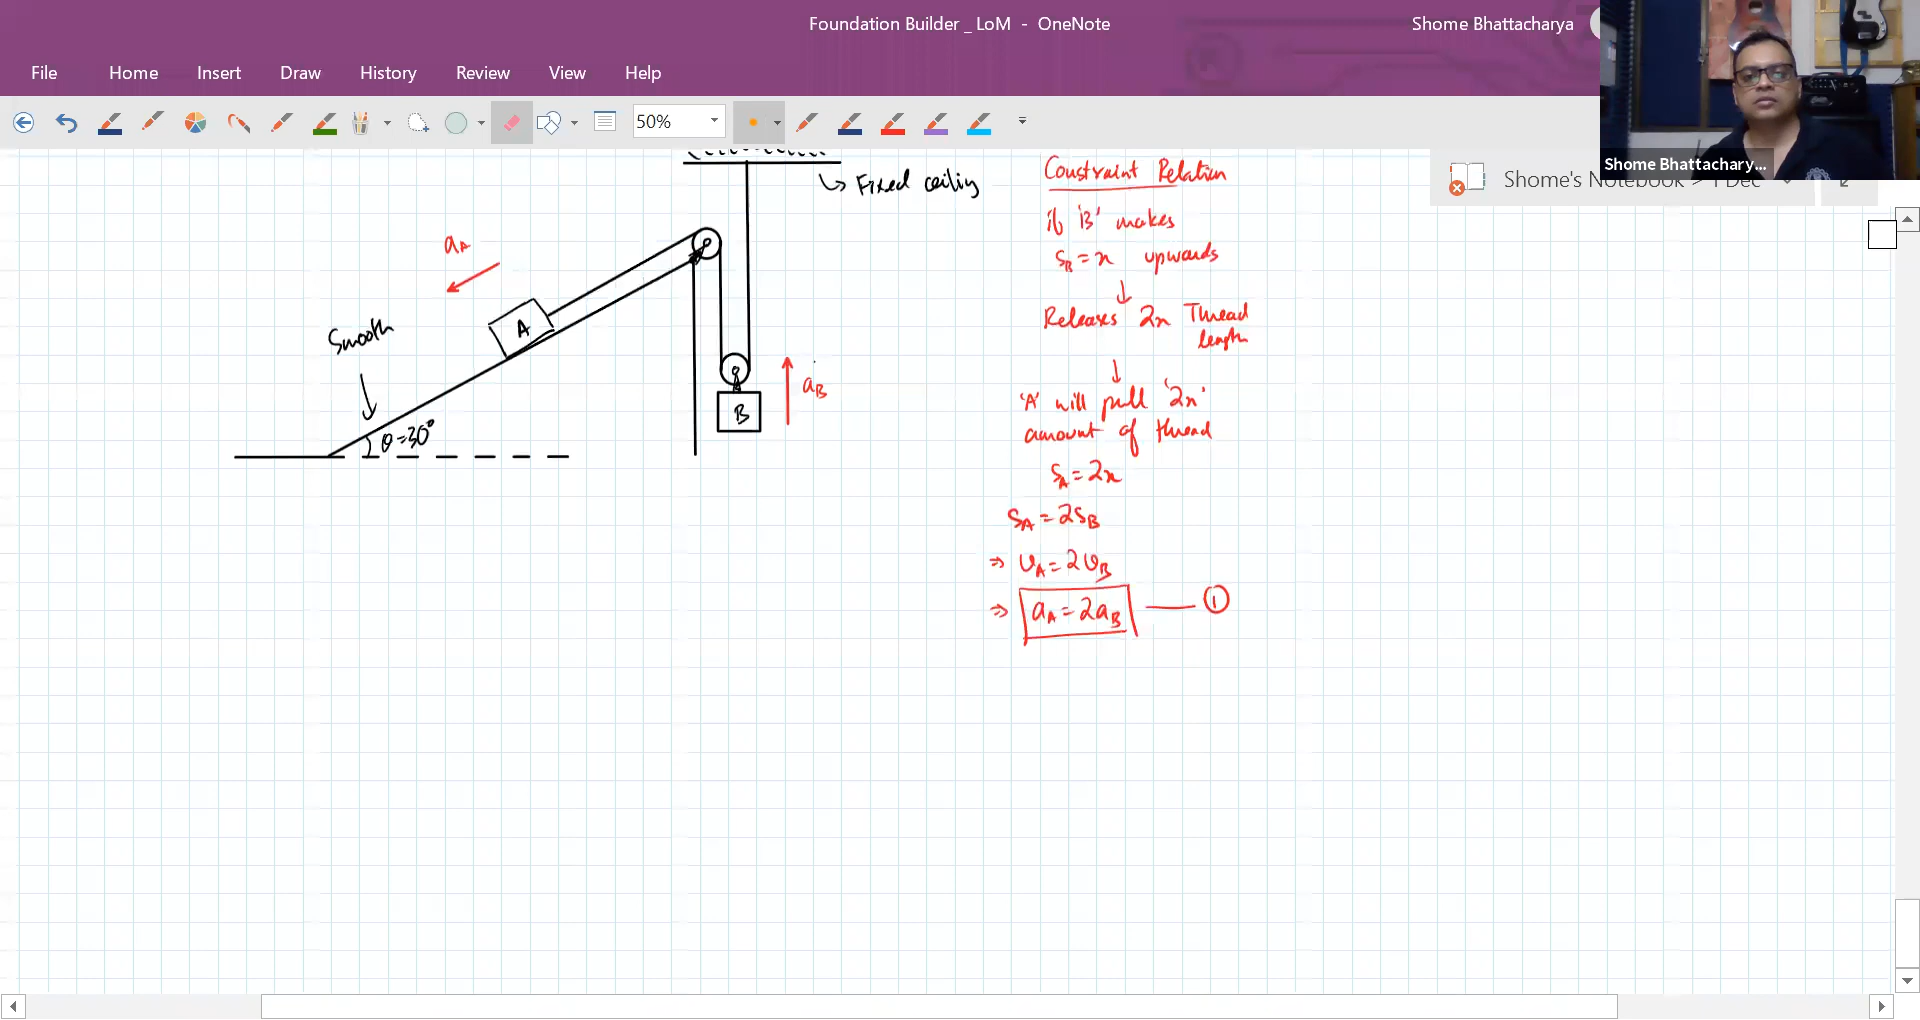 Foundation Builder _ LoM - OneNote
Shome Bhattacharya
File Home Insert Draw History Review View Help
50%
Shome Bhattachary...
Shome's Notebook > 1 Dec
Fixed ceiling
aA
Smooth
A
aB
B
θ=30°
Constraint Relation
if 'B' makes
SB = x upwards
↓
Releases 2x Thread
length
↓
'A' will pull '2x'
amount of thread
SA = 2x
SA = 2SB
⇒ vA = 2vB
⇒ aA = 2aB —— ①